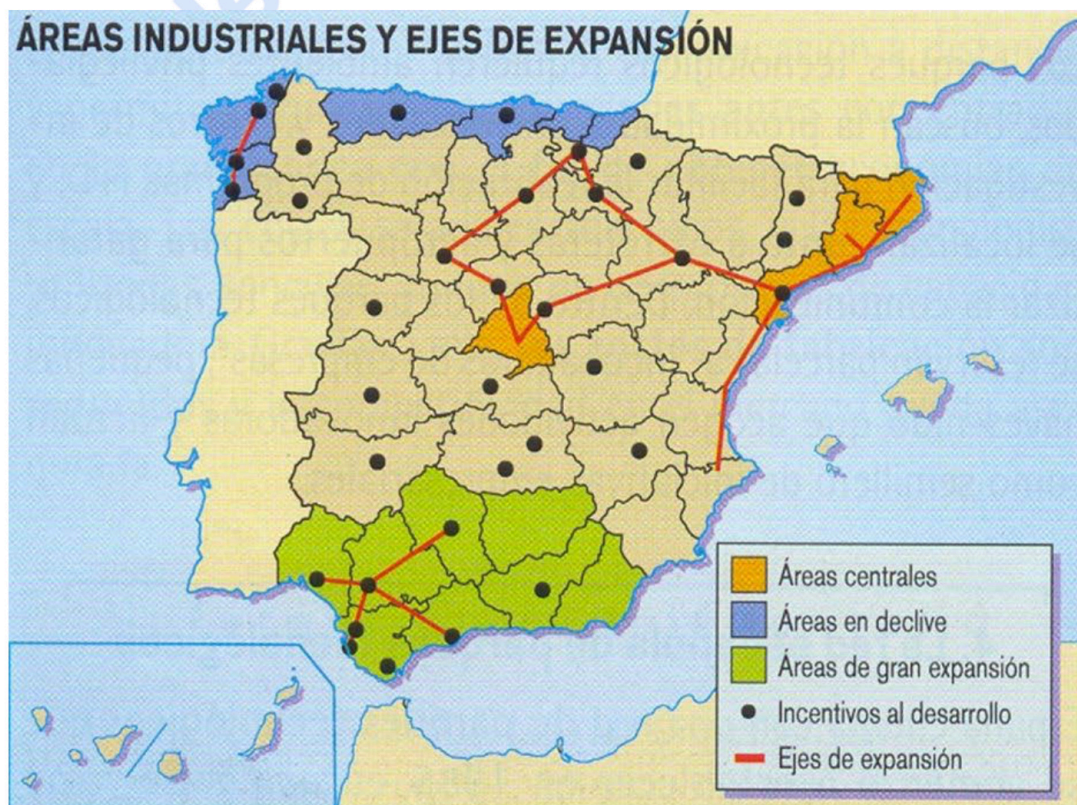 ÁREAS INDUSTRIALES Y EJES DE EXPANSIÓN
Áreas centrales
Áreas en declive
Áreas de gran expansión
Incentivos al desarrollo
Ejes de expansión